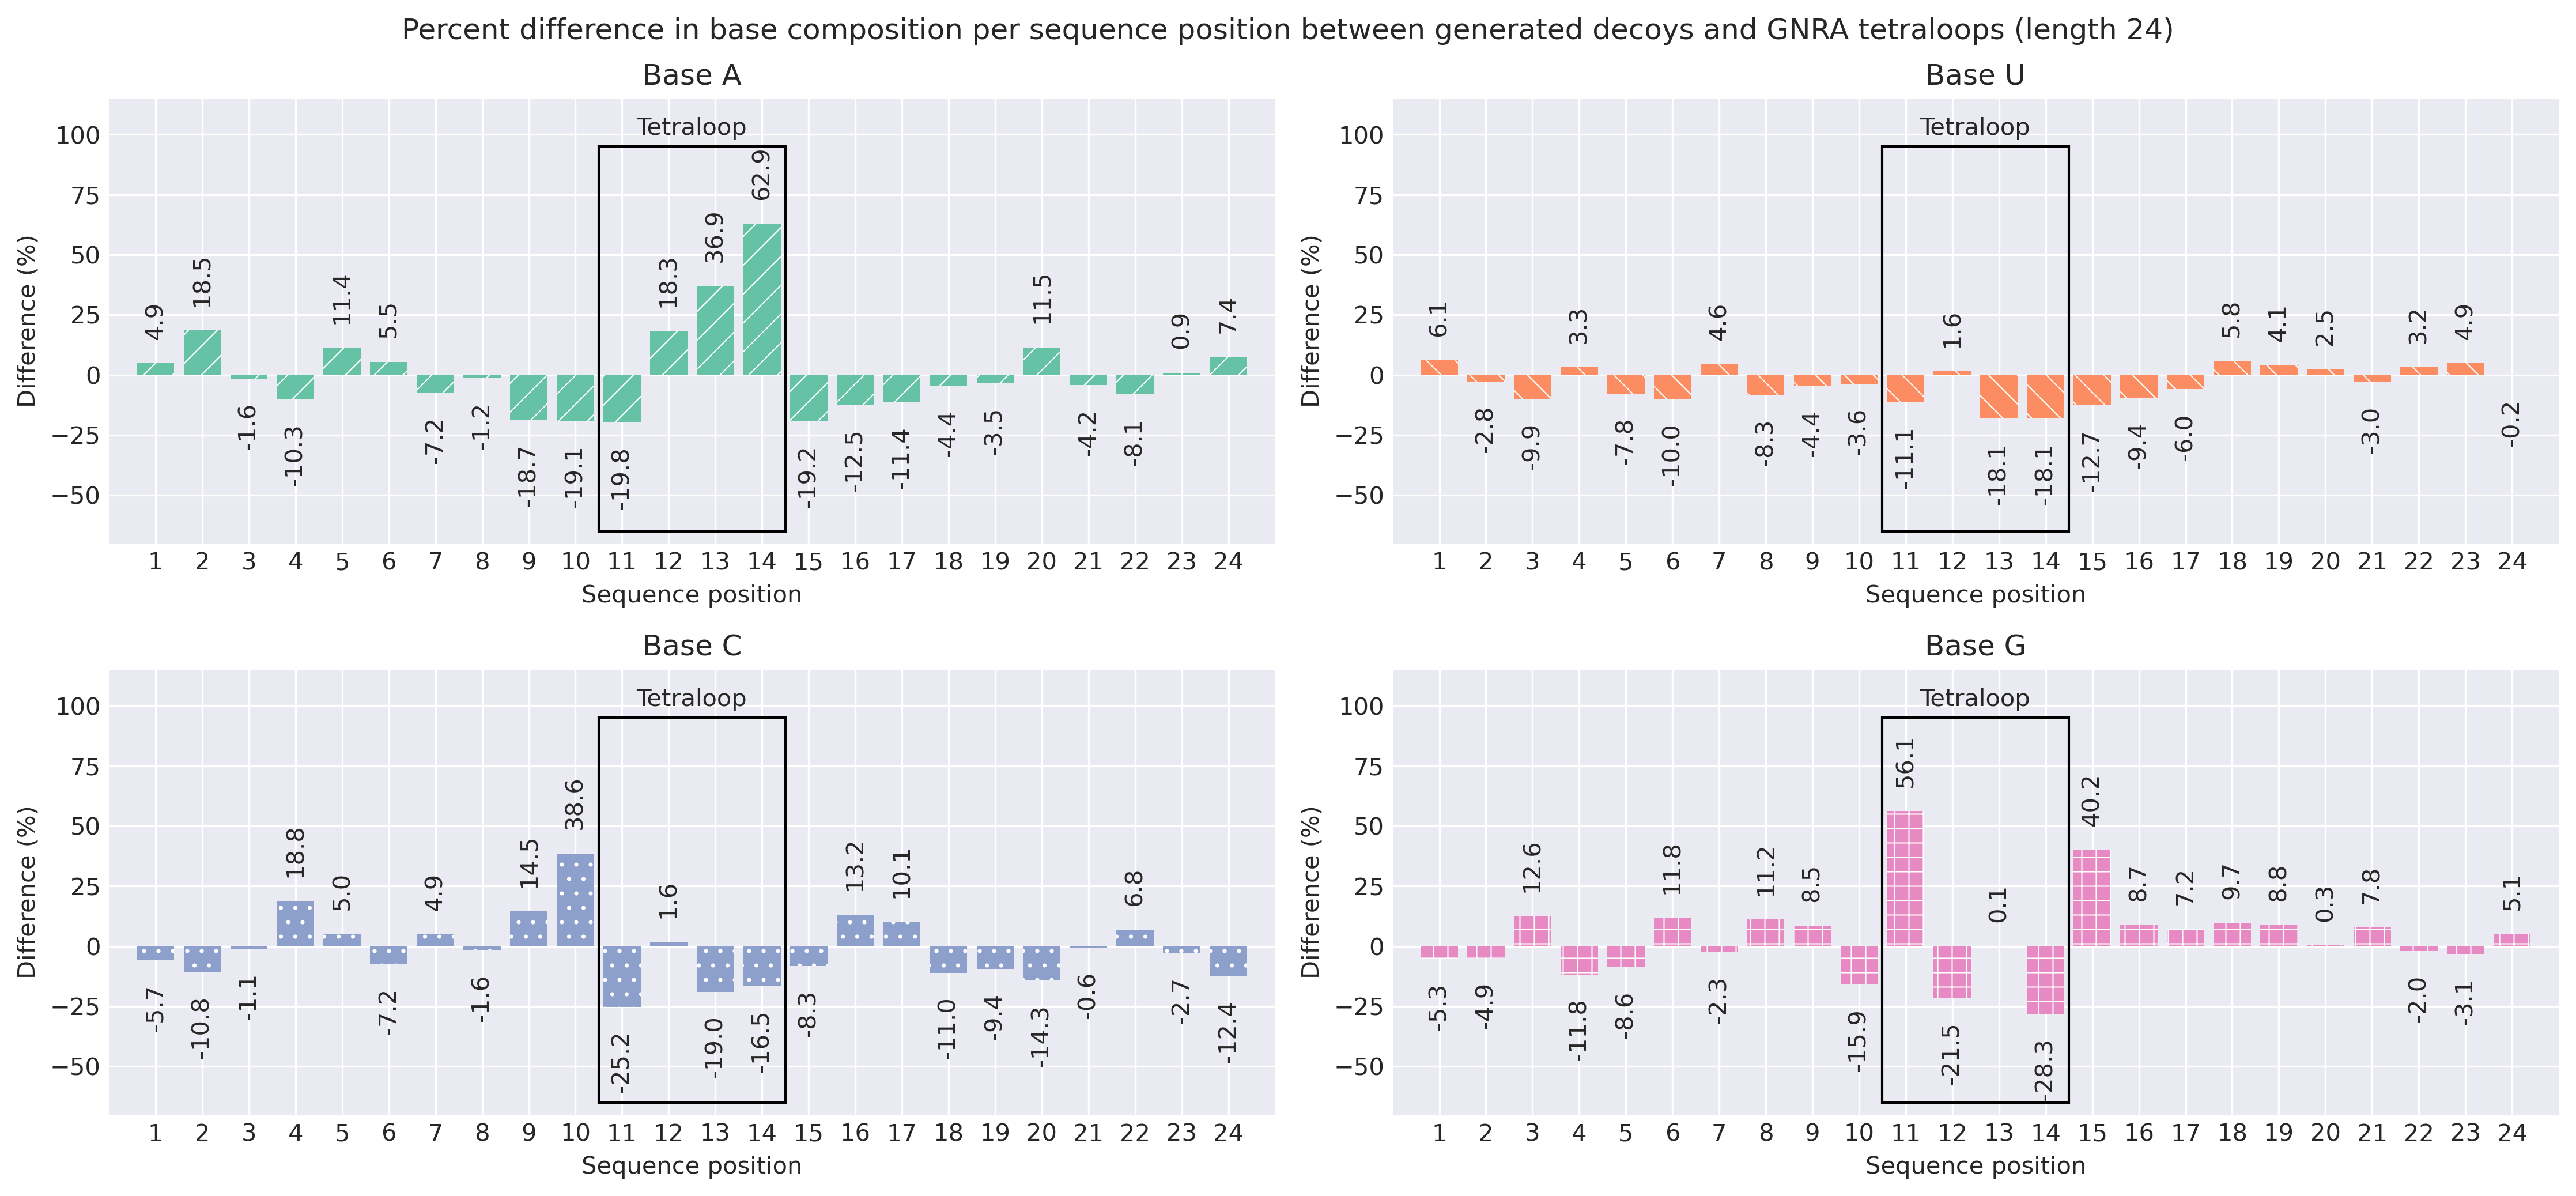 Percent difference in base composition per sequence position between generated decoys and GNRA tetraloops (length 24)
Base A
Tetraloop
Difference (%)
100
75
50
25
0
−25
−50
4.9 18.5 -1.6 -10.3 11.4 5.5 -7.2 -1.2 -18.7 -19.1 -19.8 18.3 36.9 62.9 -19.2 -12.5 -11.4 -4.4 -3.5 11.5 -4.2 -8.1 0.9 7.4
1 2 3 4 5 6 7 8 9 10 11 12 13 14 15 16 17 18 19 20 21 22 23 24
Sequence position
Base U
Tetraloop
Difference (%)
100
75
50
25
0
−25
−50
6.1 -2.8 -9.9 3.3 -7.8 -10.0 4.6 -8.3 -4.4 -3.6 -11.1 1.6 -18.1 -18.1 -12.7 -9.4 -6.0 5.8 4.1 2.5 -3.0 3.2 4.9 -0.2
1 2 3 4 5 6 7 8 9 10 11 12 13 14 15 16 17 18 19 20 21 22 23 24
Sequence position
Base C
Tetraloop
Difference (%)
100
75
50
25
0
−25
−50
-5.7 -10.8 -1.1 18.8 5.0 -7.2 4.9 -1.6 14.5 38.6 -25.2 1.6 -19.0 -16.5 -8.3 13.2 10.1 -11.0 -9.4 -14.3 -0.6 6.8 -2.7 -12.4
1 2 3 4 5 6 7 8 9 10 11 12 13 14 15 16 17 18 19 20 21 22 23 24
Sequence position
Base G
Tetraloop
Difference (%)
100
75
50
25
0
−25
−50
-5.3 -4.9 12.6 -11.8 -8.6 11.8 -2.3 11.2 8.5 -15.9 56.1 -21.5 0.1 -28.3 40.2 8.7 7.2 9.7 8.8 0.3 7.8 -2.0 -3.1 5.1
1 2 3 4 5 6 7 8 9 10 11 12 13 14 15 16 17 18 19 20 21 22 23 24
Sequence position